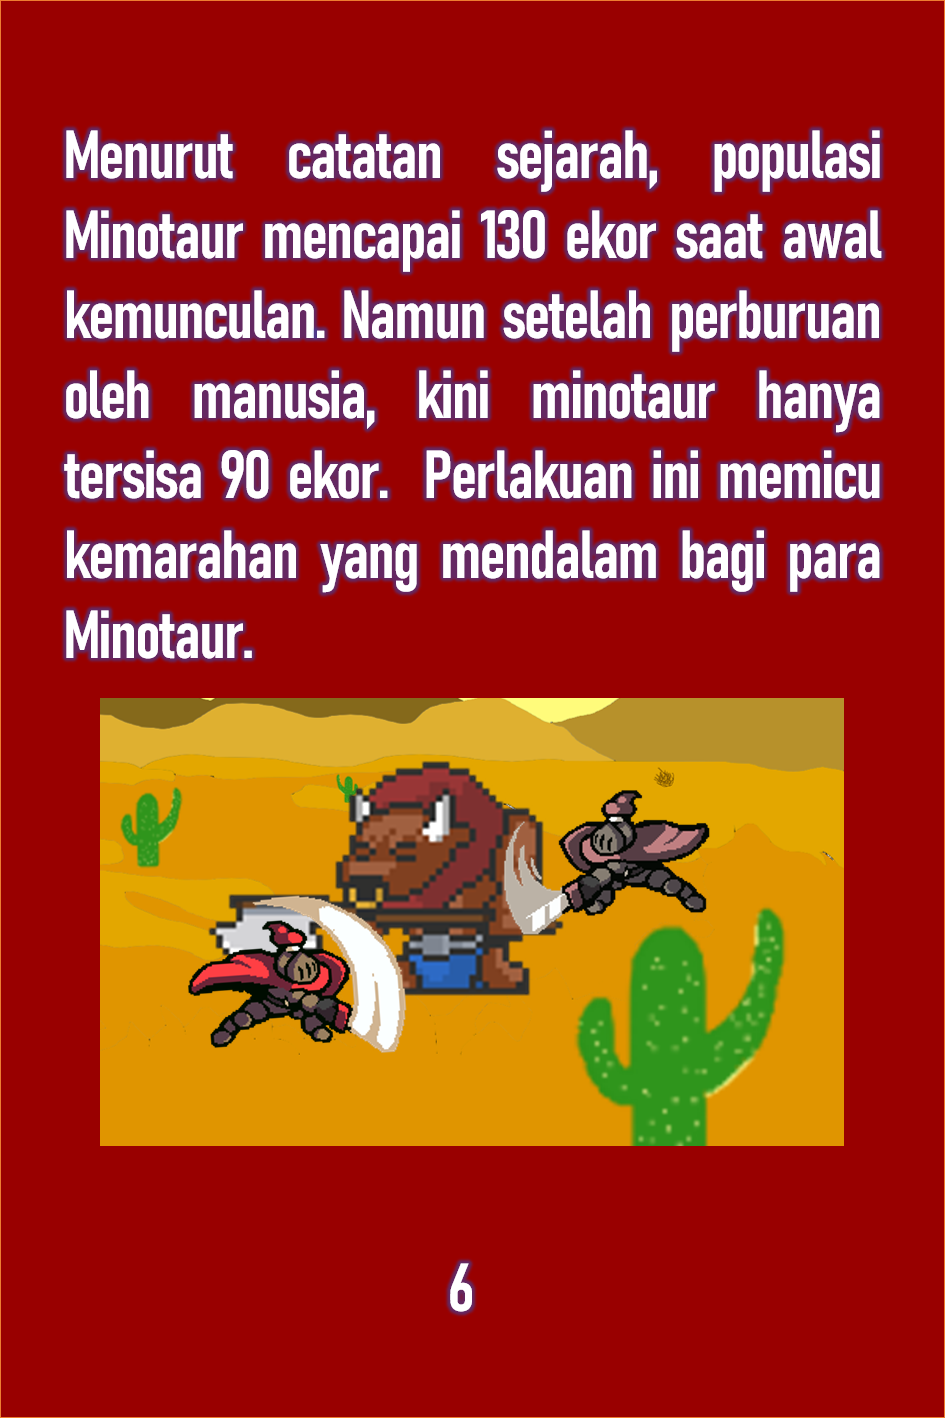 Menurut catatan sejarah, populasi
Minotaur mencapai 130 ekor saat awal
kemunculan. Namun setelah perburuan
oleh manusia, kini minotaur hanya
tersisa 90 ekor.  Perlakuan ini memicu
kemarahan yang mendalam bagi para
Minotaur.
6